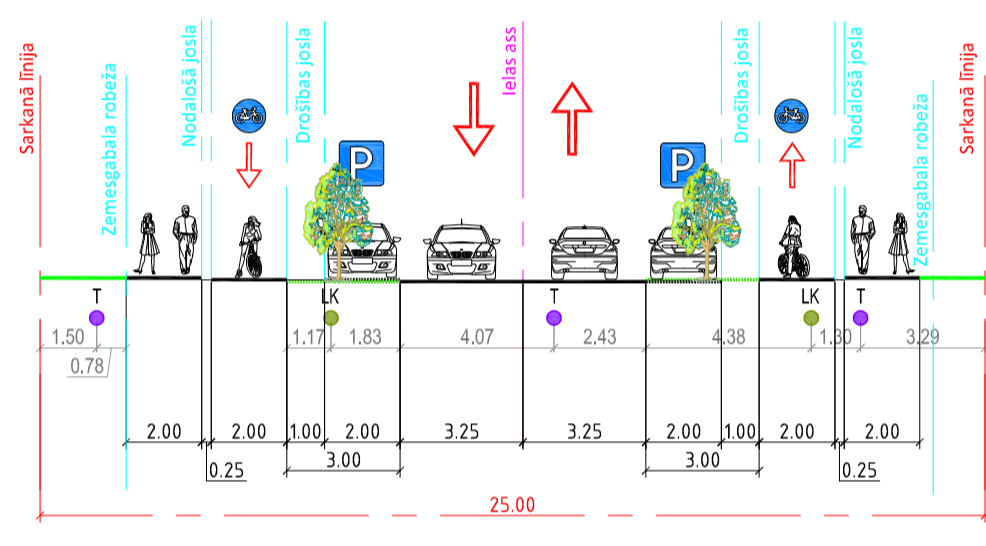 Sarkanā līnija
Zemesgabala robeža
Nodalošā josla
Drošības josla
Ielas ass
Drošības josla
Nodalošā josla
Zemesgabala robeža
Sarkanā līnija
P
P
T
LK
T
LK
T
1.50
1.17
1.83
4.07
2.43
4.38
1.30
3.29
0.78
2.00
2.00
1.00
2.00
3.25
3.25
2.00
1.00
2.00
2.00
0.25
3.00
3.00
0.25
25.00